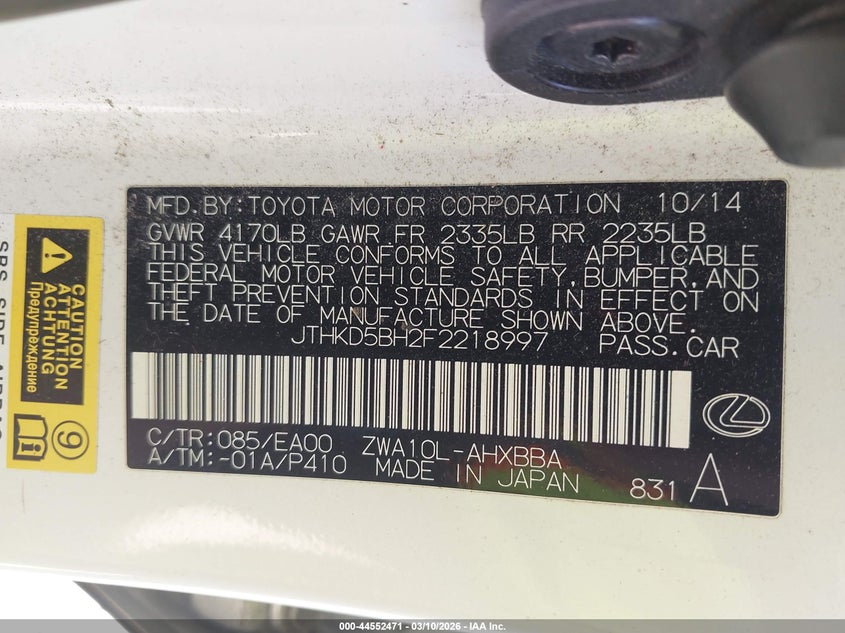 MFD.BY:TOYOTA MOTOR CORPORATION 10/14
GVWR 4170LB GAWR FR 2335LB RR 2235LB
THIS VEHICLE CONFORMS TO ALL APPLICABLE
FEDERAL MOTOR VEHICLE SAFETY,BUMPER,AND
THEFT PREVENTION STANDARDS IN EFFECT ON
THE DATE OF MANUFACTURE SHOWN ABOVE.
JTHKD5BH2F2218997 PASS.CAR
C/TR:085/EA00 ZWA10L-AHXBBA
A/TM:-01A/P410 MADE IN JAPAN 831 A
CAUTION
ATTENTION
ACHTUNG
Предупреждение
9
SRS SIDE AIRBAG
000-44552471 | 03/10/2026 - IAA Inc.